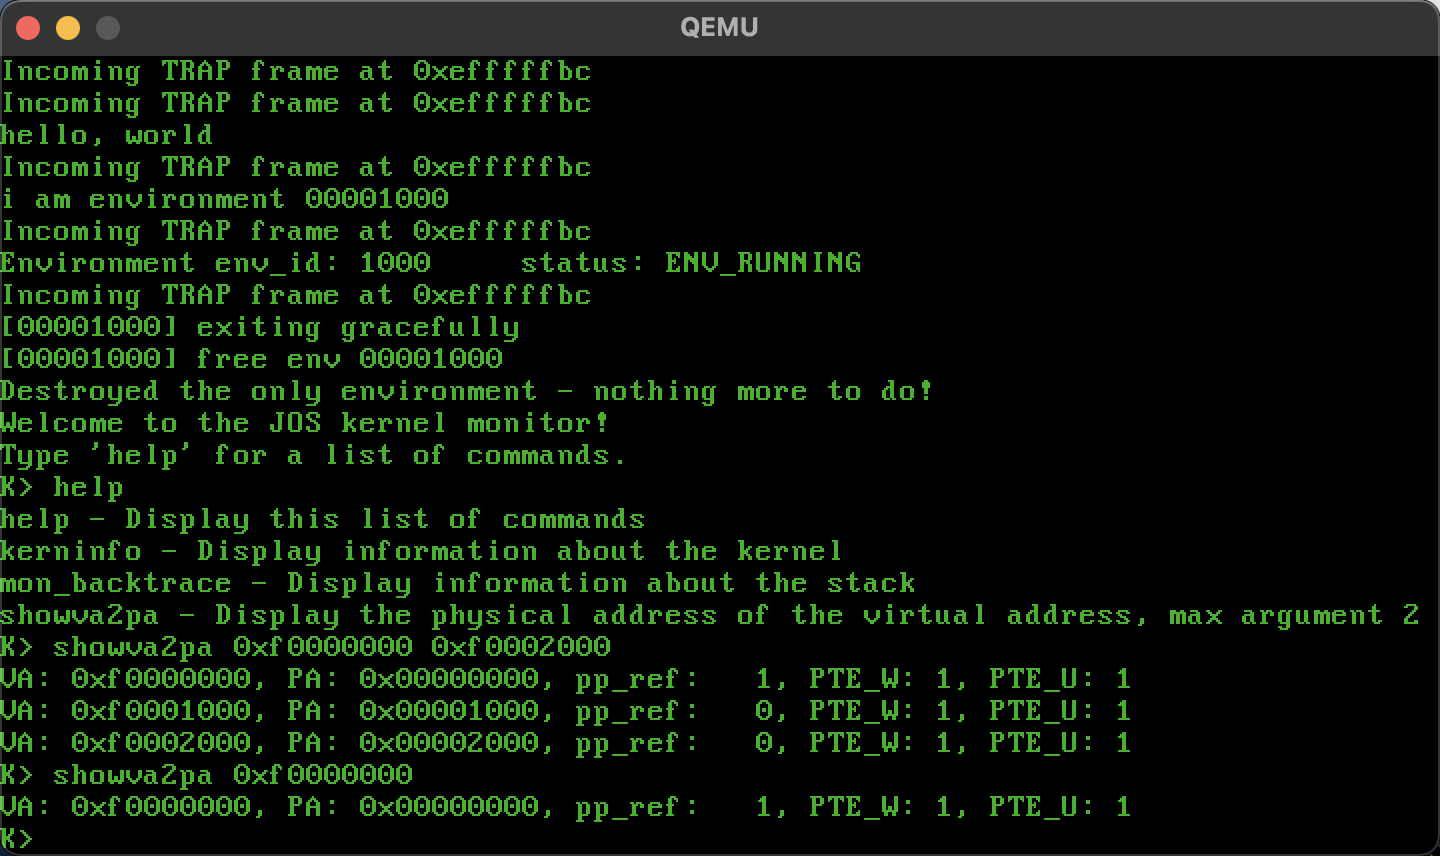 QEMU
Incoming TRAP frame at 0xefffffbc
Incoming TRAP frame at 0xefffffbc
hello, world
Incoming TRAP frame at 0xefffffbc
i am environment 00001000
Incoming TRAP frame at 0xefffffbc
Environment env_id: 1000     status: ENV_RUNNING
Incoming TRAP frame at 0xefffffbc
[00001000] exiting gracefully
[00001000] free env 00001000
Destroyed the only environment - nothing more to do!
Welcome to the JOS kernel monitor!
Type 'help' for a list of commands.
K> help
help - Display this list of commands
kerninfo - Display information about the kernel
mon_backtrace - Display information about the stack
showva2pa - Display the physical address of the virtual address, max argument 2
K> showva2pa 0xf0000000 0xf0002000
VA: 0xf0000000, PA: 0x00000000, pp_ref:   1, PTE_W: 1, PTE_U: 1
VA: 0xf0001000, PA: 0x00001000, pp_ref:   0, PTE_W: 1, PTE_U: 1
VA: 0xf0002000, PA: 0x00002000, pp_ref:   0, PTE_W: 1, PTE_U: 1
K> showva2pa 0xf0000000
VA: 0xf0000000, PA: 0x00000000, pp_ref:   1, PTE_W: 1, PTE_U: 1
K>